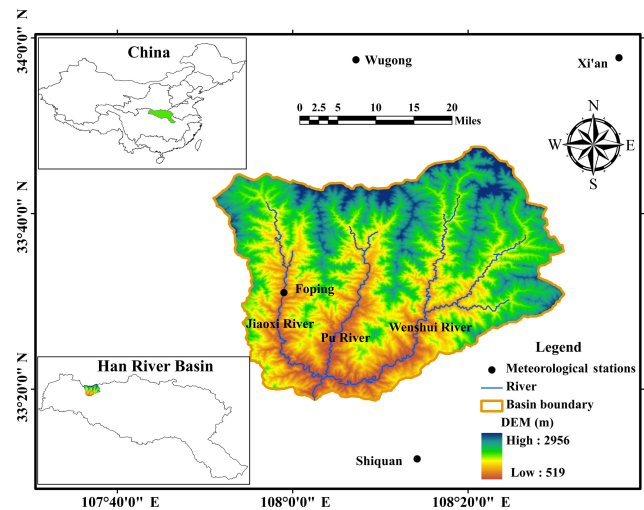 China
Wugong
Xi'an
0 2.5 5 10 15 20
Miles
N
W E
S
34°0'0" N
33°40'0" N
33°20'0" N
Foping
Jiaoxi River
Pu River
Wenshui River
Han River Basin
Shiquan
Legend
Meteorological stations
River
Basin boundary
DEM (m)
High : 2956
Low : 519
107°40'0" E
108°0'0" E
108°20'0" E